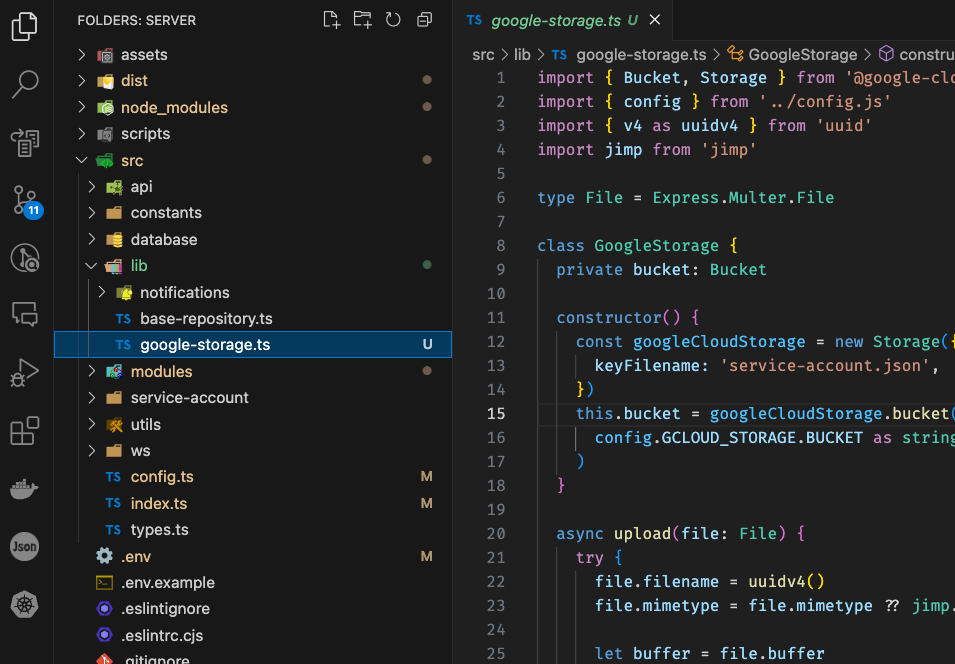 FOLDERS: SERVER
assets
dist
node_modules
scripts
src
api
constants
database
lib
notifications
TS base-repository.ts
TS google-storage.ts U
modules
service-account
utils
ws
TS config.ts M
TS index.ts M
TS types.ts
.env M
.env.example
.eslintignore
.eslintrc.cjs
.gitignore
11
Json
TS google-storage.ts U
src > lib > TS google-storage.ts > GoogleStorage > constru
1 import { Bucket, Storage } from '@google-clo
2 import { config } from '../config.js'
3 import { v4 as uuidv4 } from 'uuid'
4 import jimp from 'jimp'
5
6 type File = Express.Multer.File
7
8 class GoogleStorage {
9 private bucket: Bucket
10
11 constructor() {
12 const googleCloudStorage = new Storage({
13 keyFilename: 'service-account.json',
14 })
15 this.bucket = googleCloudStorage.bucket(
16 config.GCLOUD_STORAGE.BUCKET as string
17 )
18 }
19
20 async upload(file: File) {
21 try {
22 file.filename = uuidv4()
23 file.mimetype = file.mimetype ?? jimp.
24
25 let buffer = file.buffer